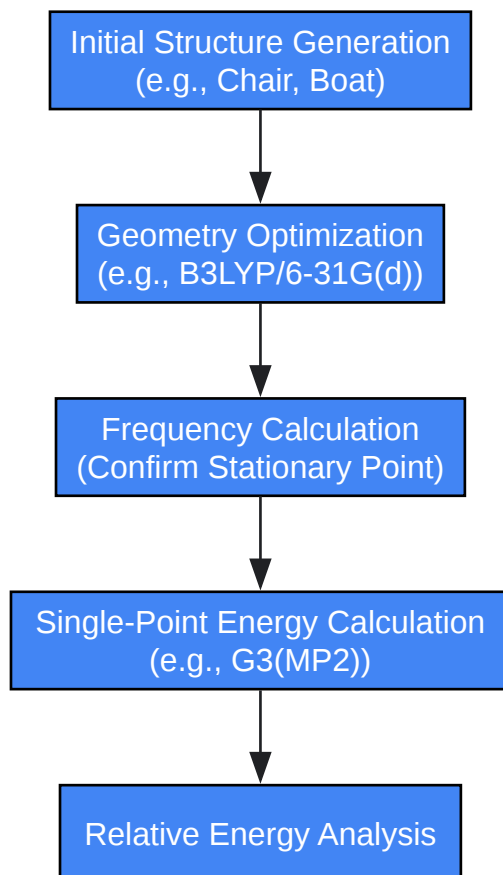 Initial Structure Generation
(e.g., Chair, Boat)
Geometry Optimization
(e.g., B3LYP/6-31G(d))
Frequency Calculation
(Confirm Stationary Point)
Single-Point Energy Calculation
(e.g., G3(MP2))
Relative Energy Analysis